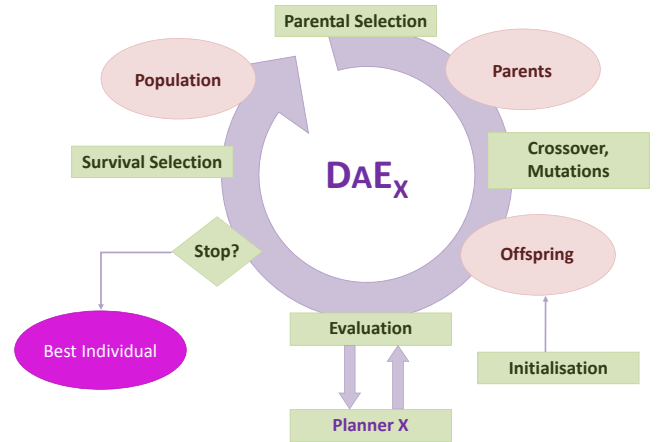 Parental Selection
Population
Parents
Survival Selection
DAEX
Crossover,
Mutations
Stop?
Offspring
Evaluation
Best Individual
Initialisation
Planner X